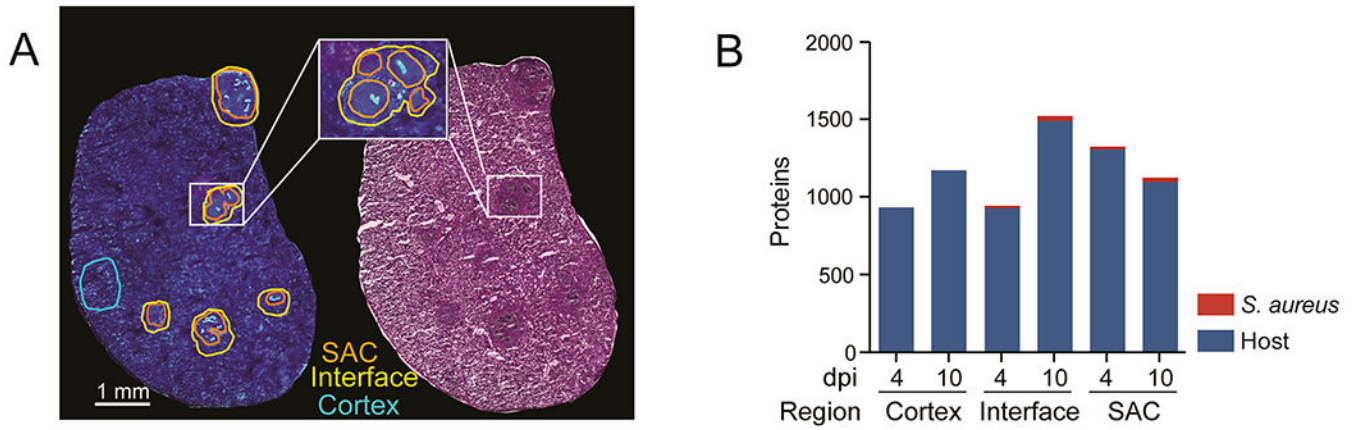 A
SAC
Interface
Cortex
1 mm
B
Proteins
2000
1500
1000
500
0
dpi 4 10 4 10 4 10
Region Cortex Interface SAC
S. aureus
Host